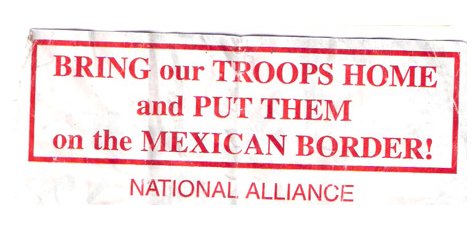 BRING our TROOPS HOME
and PUT THEM
on the MEXICAN BORDER!
NATIONAL ALLIANCE